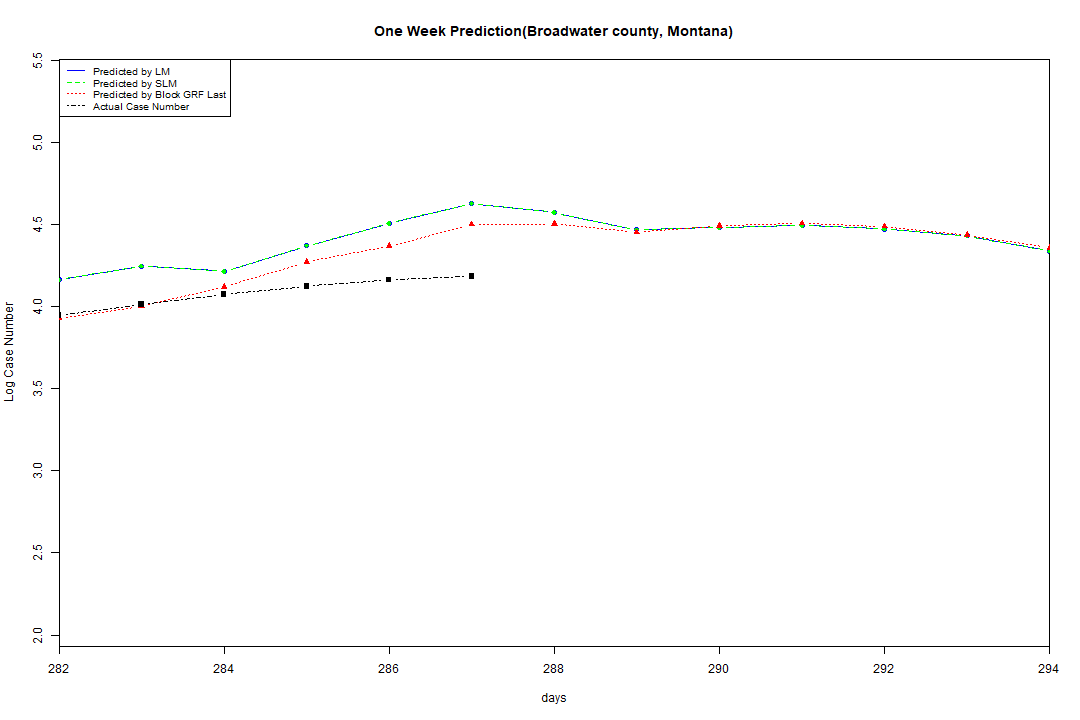 One Week Prediction(Broadwater county, Montana)
Predicted by LM
Predicted by SLM
Predicted by Block GRF Last
Actual Case Number
Log Case Number
5.5
5.0
4.5
4.0
3.5
3.0
2.5
2.0
282 284 286 288 290 292 294
days